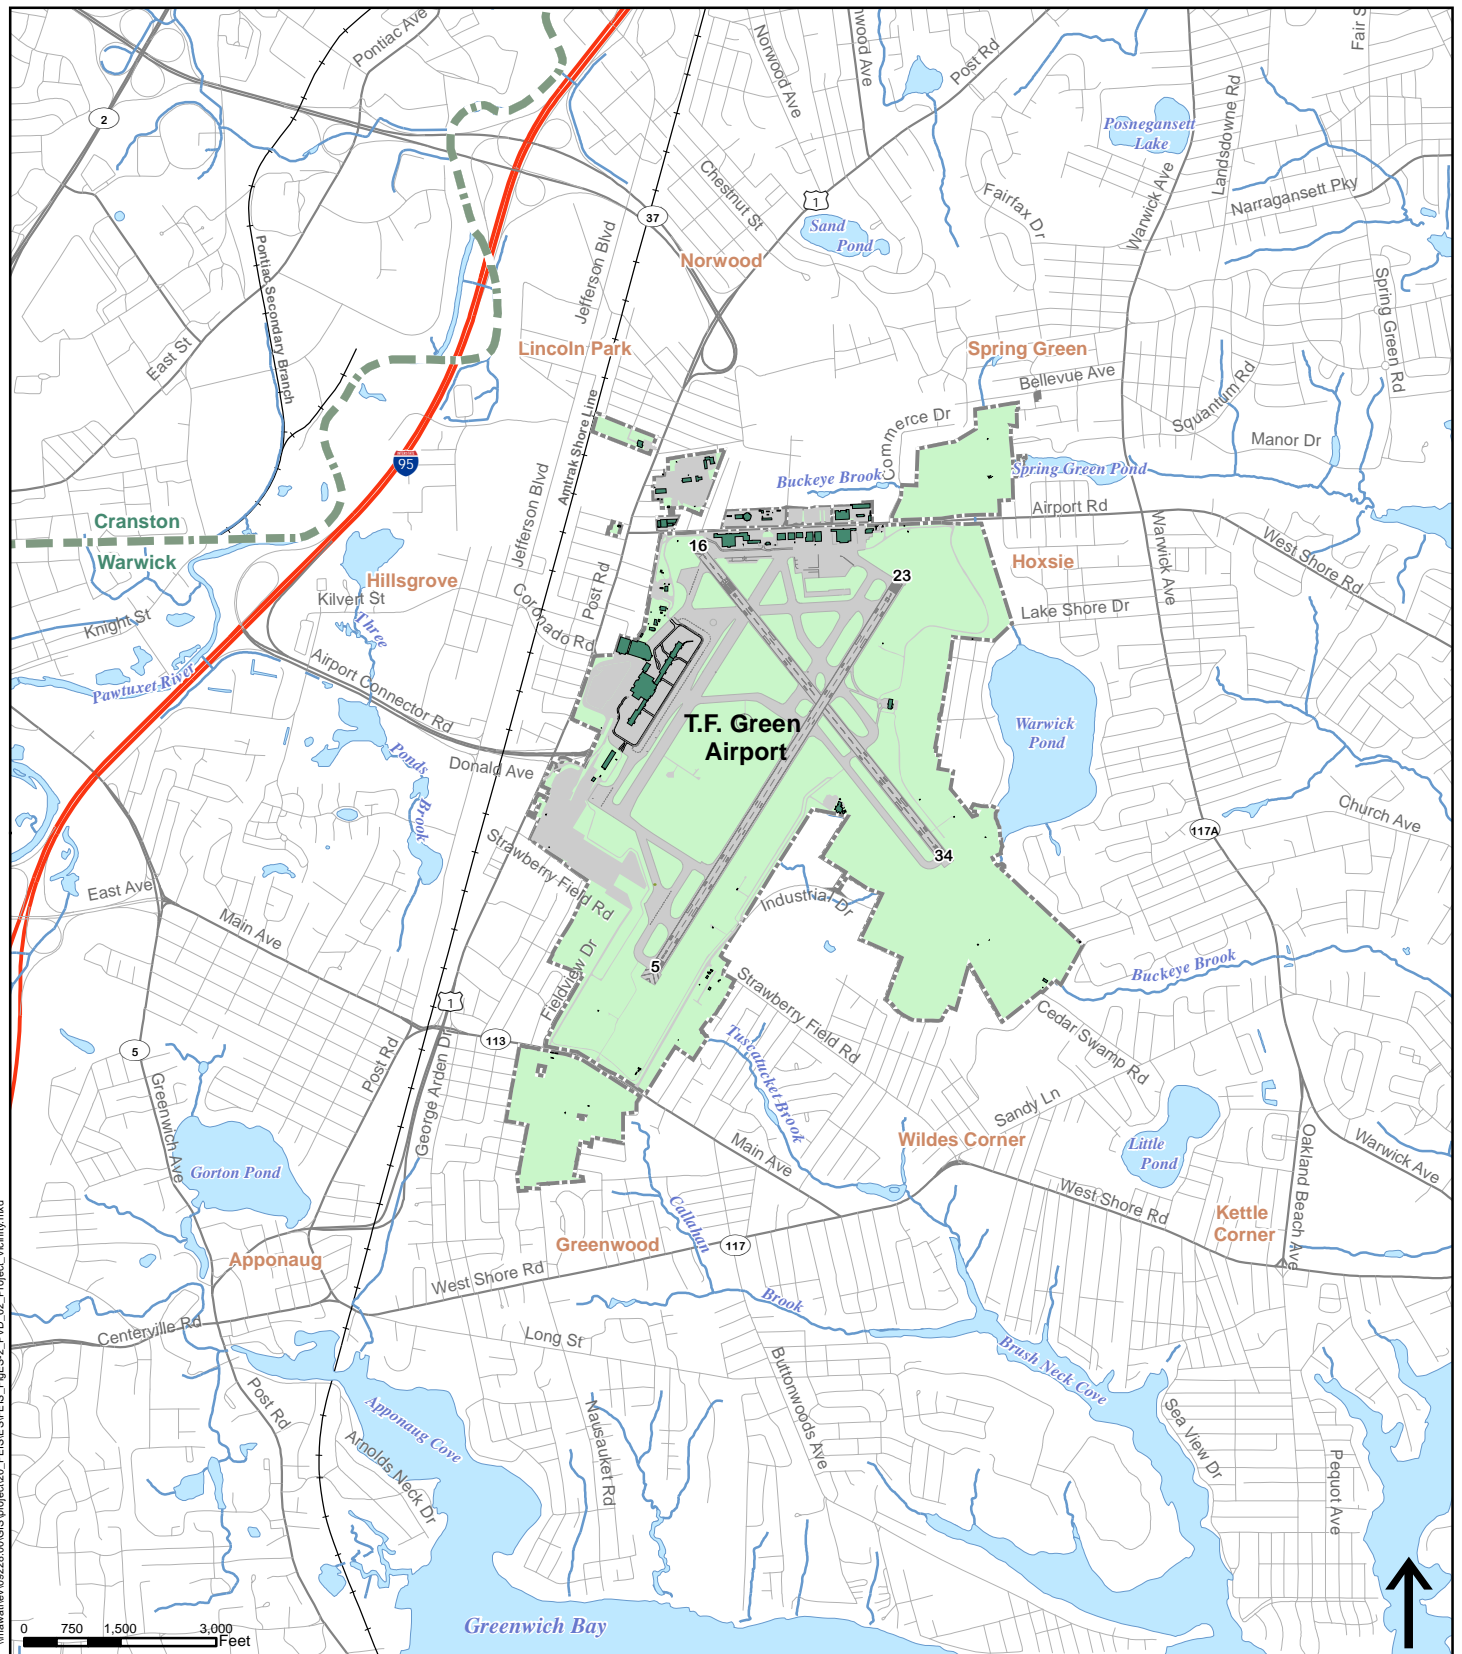 Pontiac Ave
Norwood Ave
Post Rd
2
Posnegansett
Lake
Landsdowne Rd
Narragansett Pky
Chestnut St
1
Fairfax Dr
Warwick Ave
37
Sand
Pond
Norwood
Jefferson Blvd
Pontiac Secondary Branch
East St
Lincoln Park
Spring Green
Spring Green Rd
Bellevue Ave
Squantum Rd
Amtrak Shore Line
Commerce Dr
Manor Dr
95
Buckeye Brook
Spring Green Pond
Airport Rd
Jefferson Blvd
Cranston
Warwick
16
23
Warwick Ave
West Shore Rd
Hoxsie
Hillsgrove
Kilvert St
Coronado Rd
Post Rd
Lake Shore Dr
Knight St
Three
Airport Connector Rd
Pawtuxet River
T.F. Green
Airport
Warwick
Pond
Ponds
Brook
Donald Ave
Church Ave
117A
Strawberry Field Rd
34
East Ave
Main Ave
Industrial Dr
5
Fieldview Dr
Buckeye Brook
1
Strawberry Field Rd
Cedar Swamp Rd
113
5
Post Rd
George Arden Dr
Tuscatucket Brook
Greenwich Ave
Sandy Ln
Gorton Pond
Main Ave
Wildes Corner
Little
Pond
Oakland Beach Ave
Warwick Ave
West Shore Rd
Callahan
Kettle
Corner
Apponaug
Greenwood
117
West Shore Rd
Brook
Centerville Rd
Long St
Brush Neck Cove
Buttonwoods Ave
Post Rd
Apponaug Cove
Arnolds Neck Dr
Nausauket Rd
Sea View Dr
Pequot Ave
Greenwich Bay
0 750 1,500 3,000
Feet